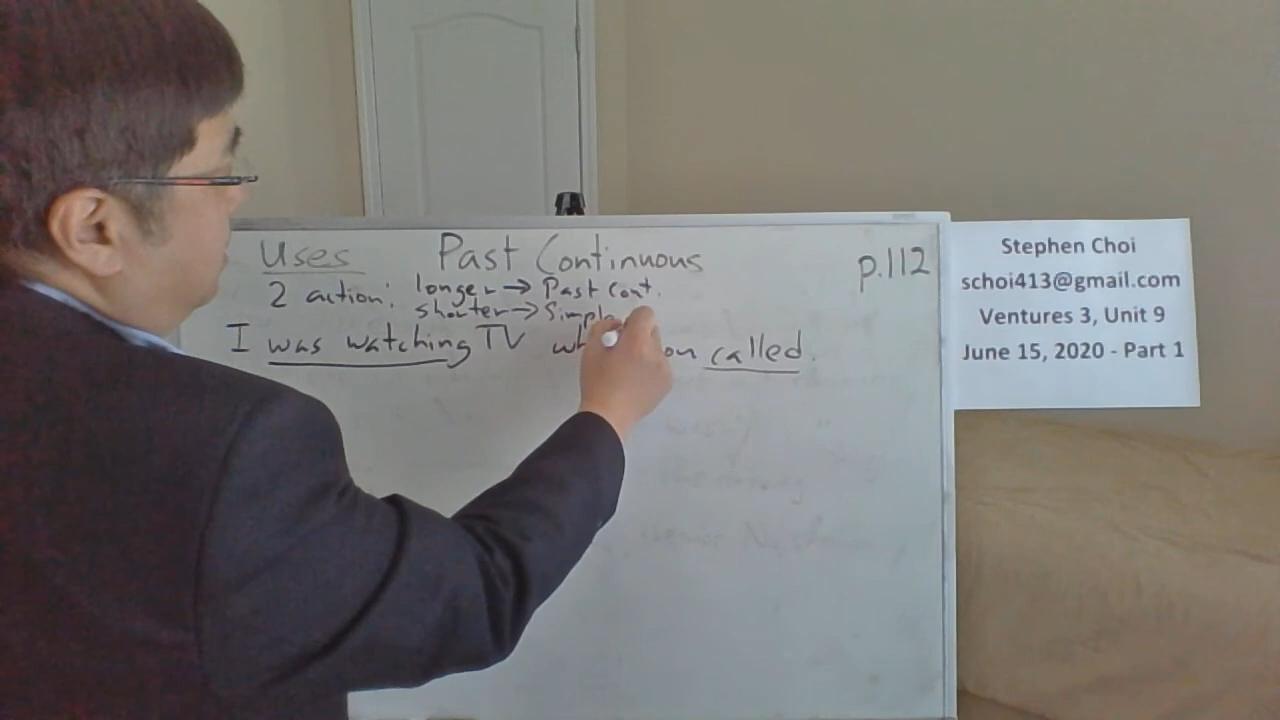 Uses Past Continuous p.112
2 action: longer → Past Cont.
shorter → Simple
I was watching TV called.
Stephen Choi
schoi413@gmail.com
Ventures 3, Unit 9
June 15, 2020 - Part 1